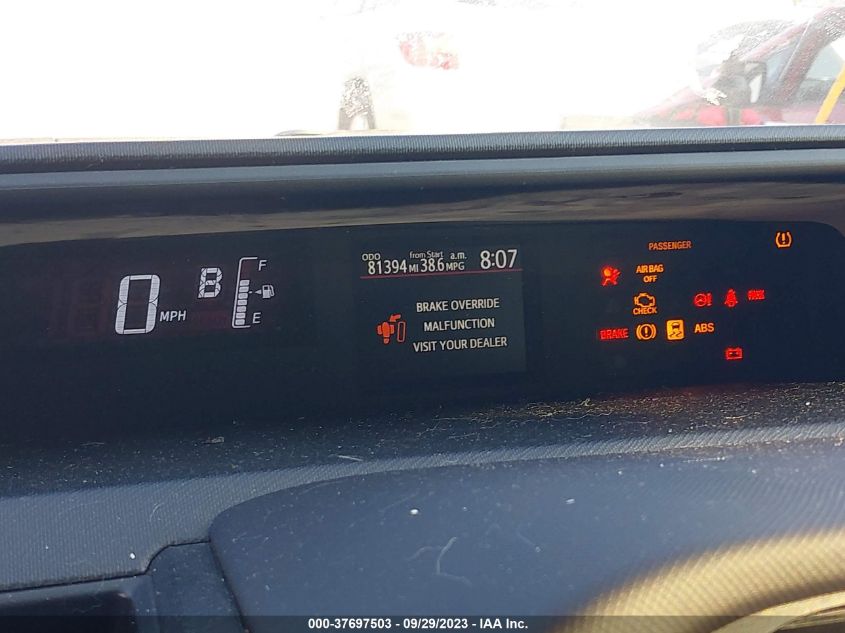 0 MPH
B
F
E
ODO from Start a.m.
81394 MI 38.6 MPG 8:07
BRAKE OVERRIDE
MALFUNCTION
VISIT YOUR DEALER
PASSENGER
AIR BAG
OFF
CHECK
BRAKE
ABS
000-37697503 - 09/29/2023 - IAA Inc.